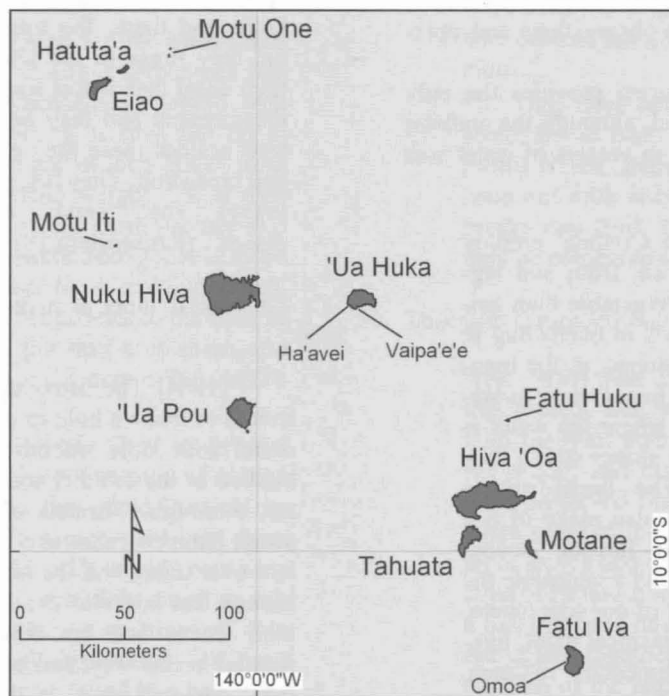 Motu One
Hatuta'a
Eiao
Motu Iti
'Ua Huka
Nuku Hiva
Ha'avei
Vaipa'e'e
'Ua Pou
Fatu Huku
Hiva 'Oa
N
Tahuata
Motane
10°0'0"S
0 50 100
Kilometers
140°0'0"W
Fatu Iva
Omoa